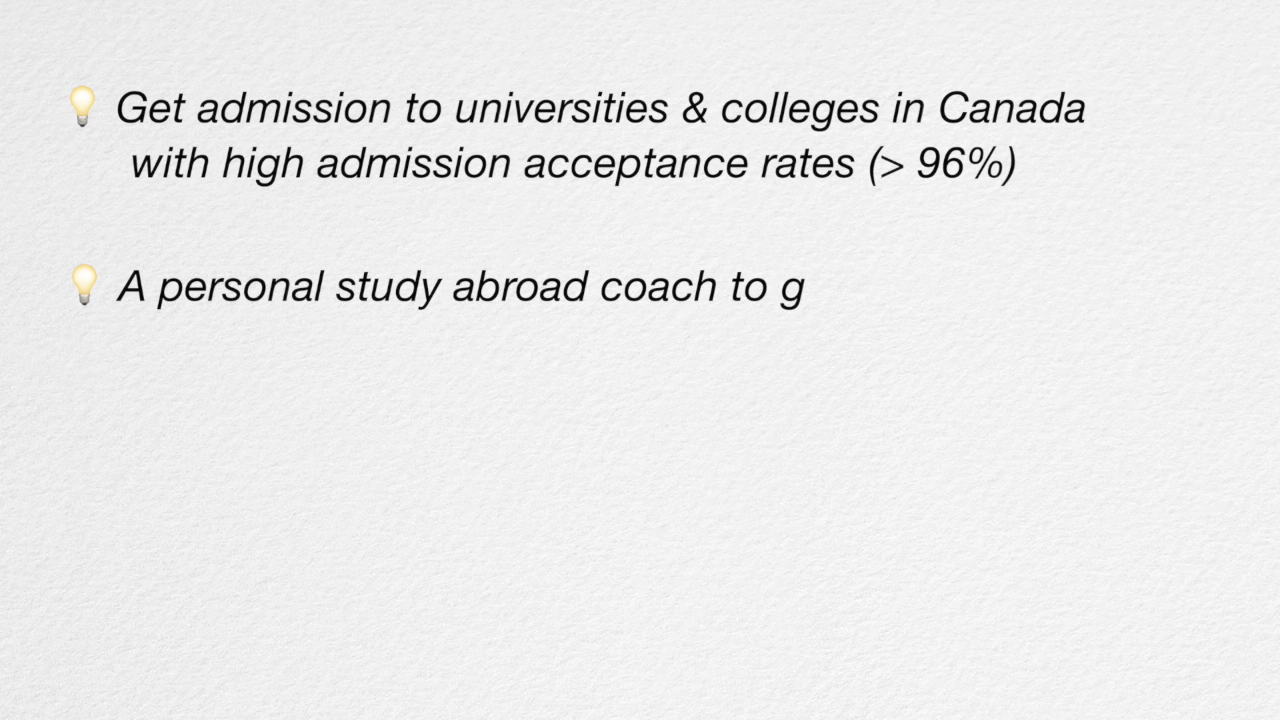 💡 Get admission to universities & colleges in Canada
with high admission acceptance rates (> 96%)
💡 A personal study abroad coach to g